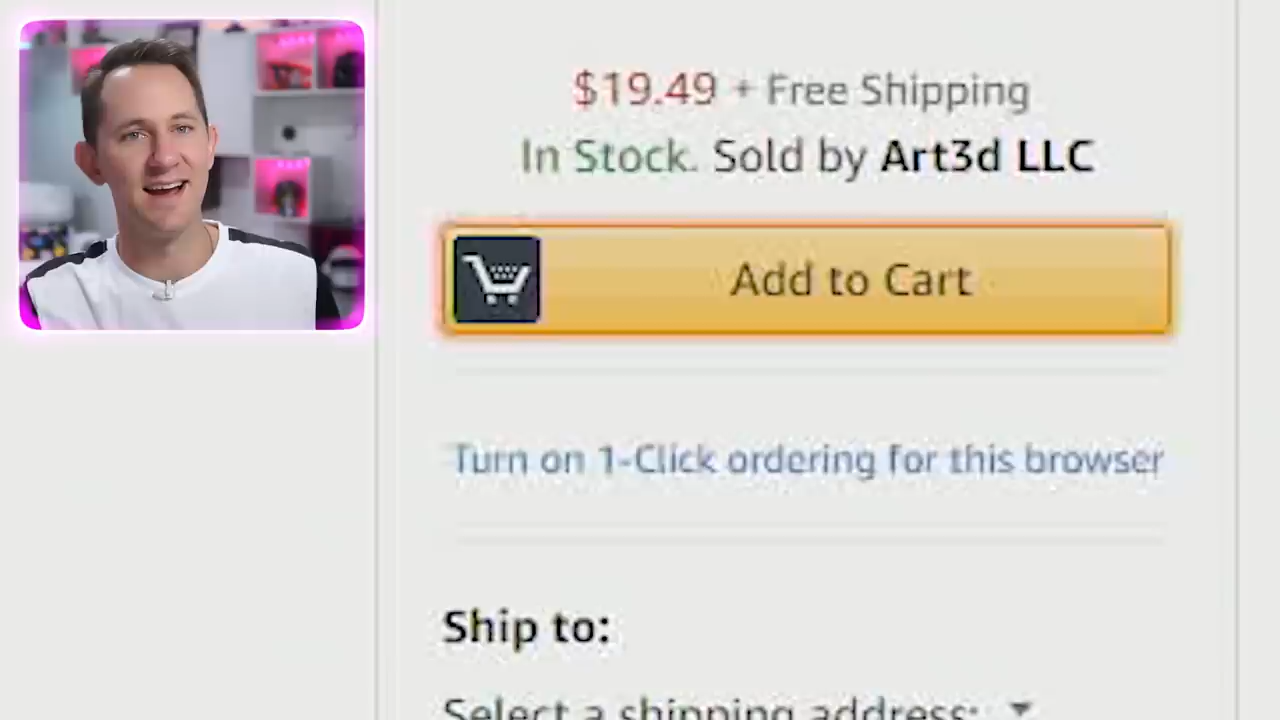 $19.49 + Free Shipping
In Stock. Sold by Art3d LLC
Add to Cart
Turn on 1-Click ordering for this browser
Ship to:
Select a shipping address: